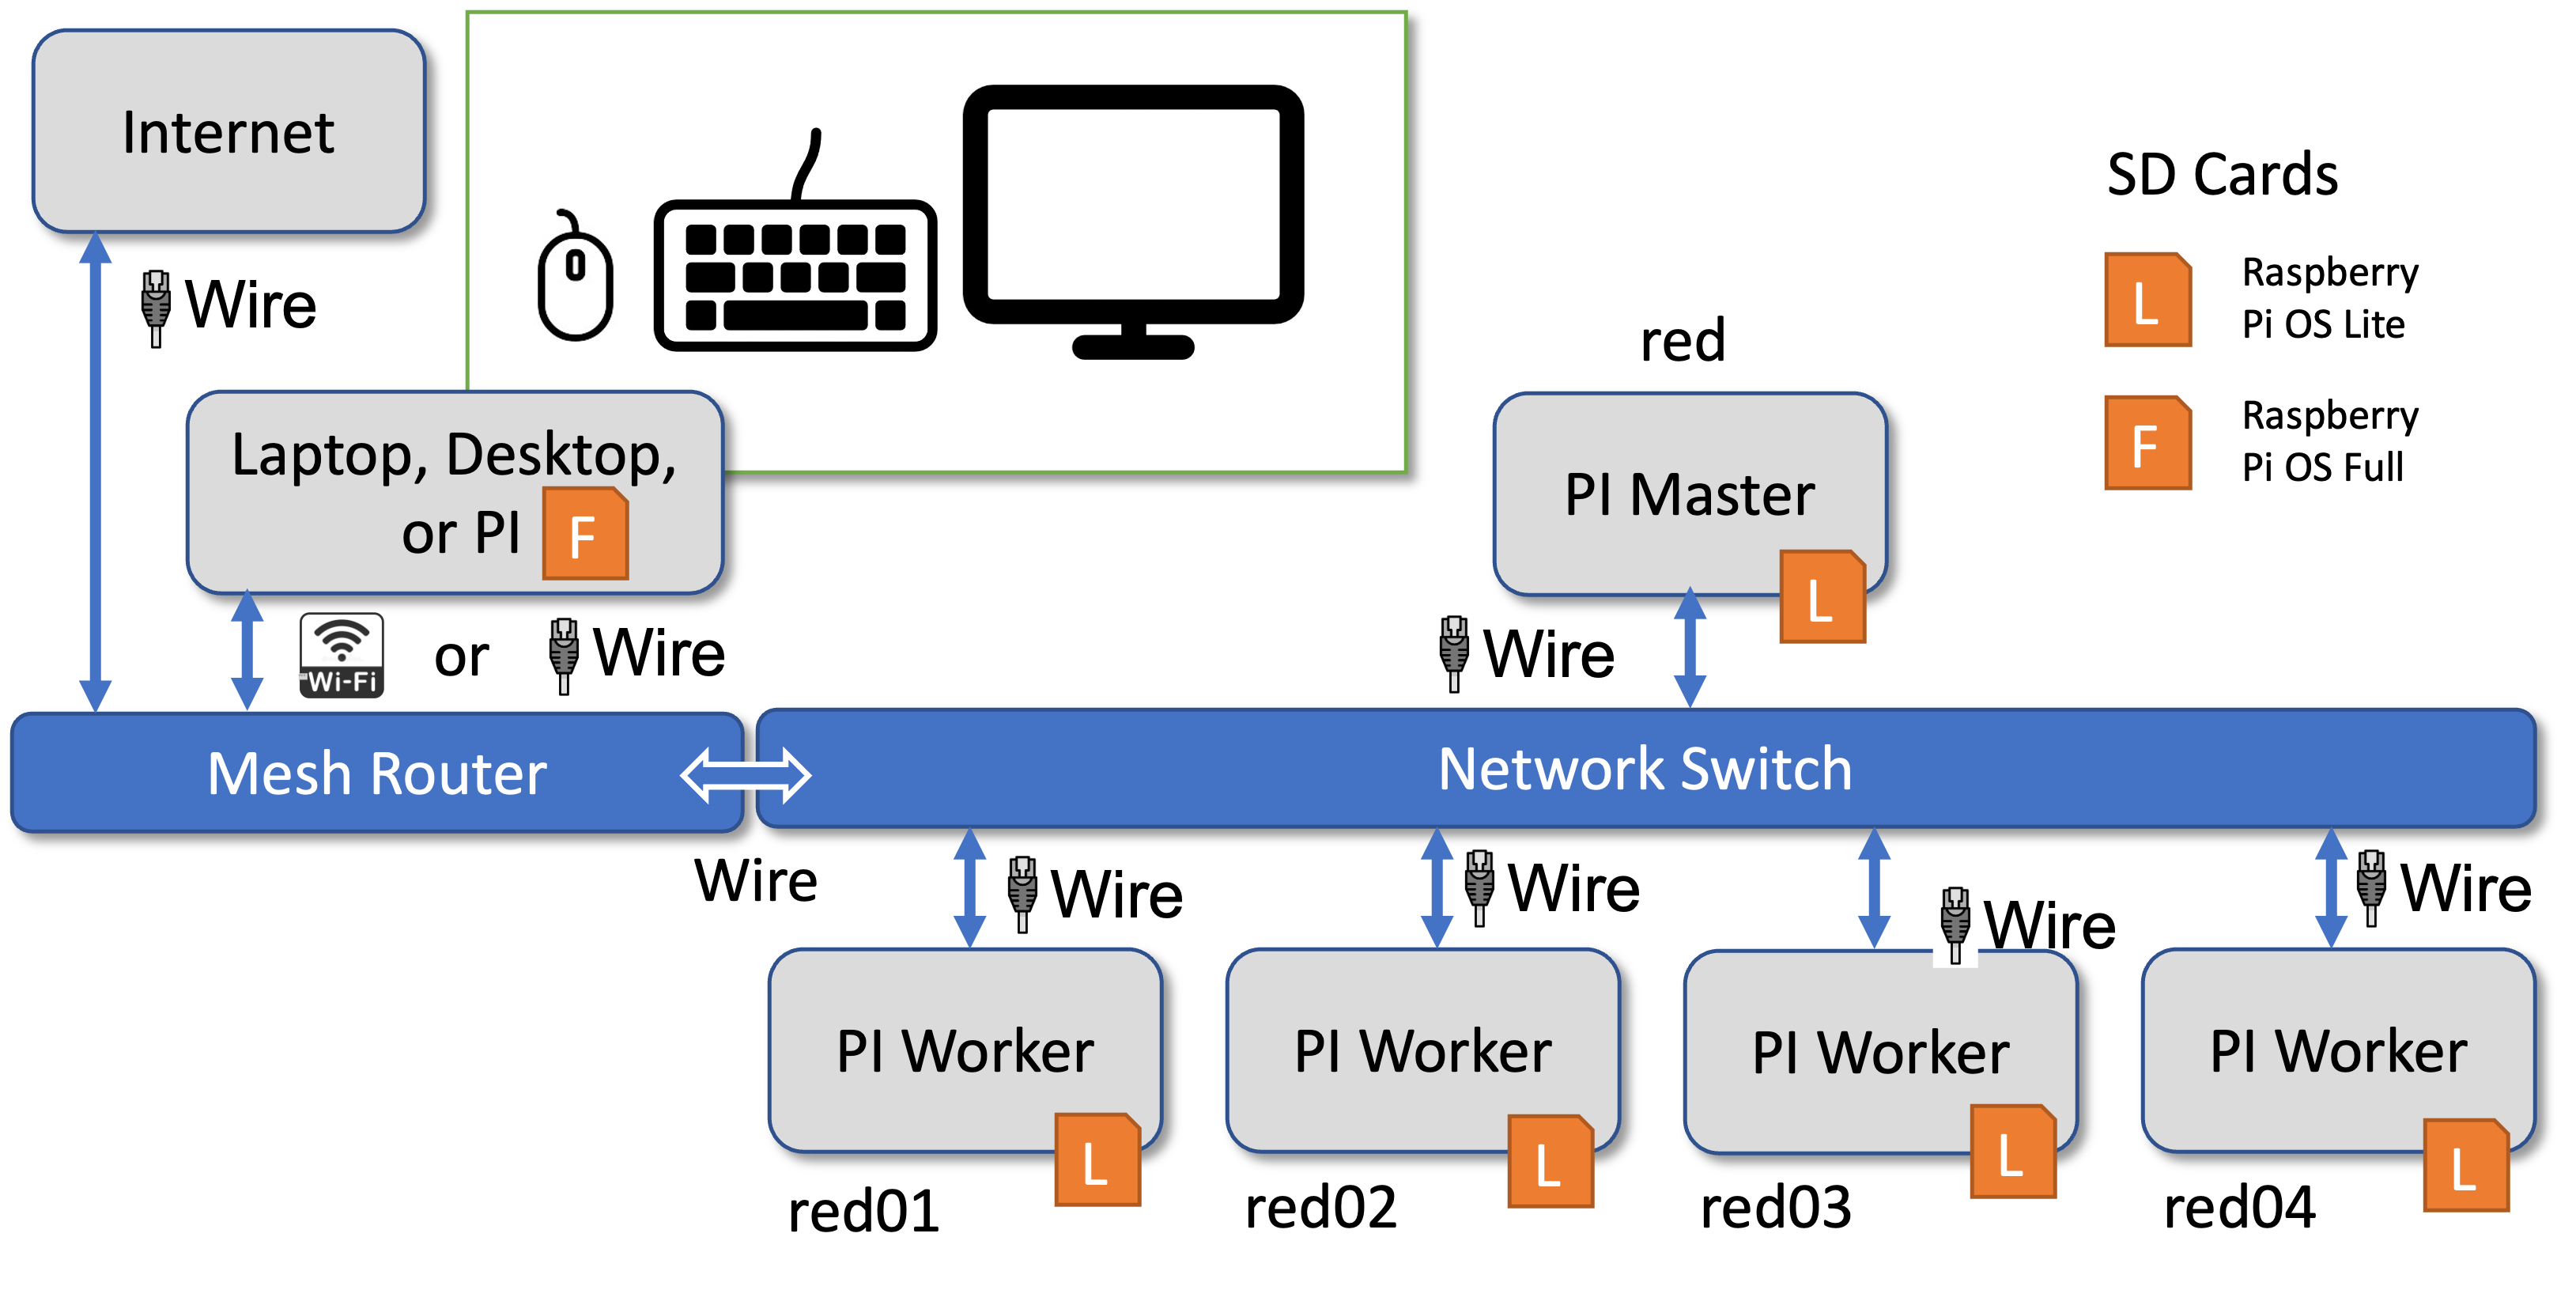 Internet
Wire
SD Cards
L
Raspberry
Pi OS Lite
F
Raspberry
Pi OS Full
red
Laptop, Desktop,
or PI
F
PI Master
L
Wi-Fi
or
Wire
Wire
Mesh Router
Network Switch
Wire
Wire
Wire
Wire
Wire
PI Worker
L
red01
PI Worker
L
red02
PI Worker
L
red03
PI Worker
L
red04